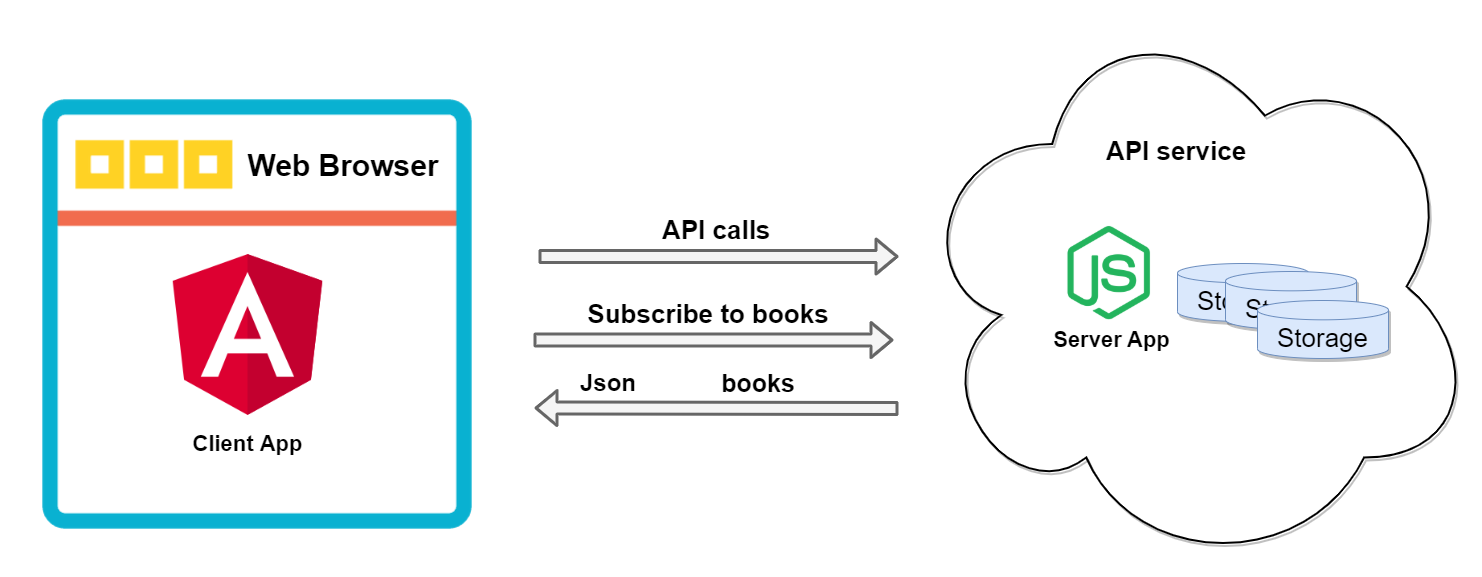 Web Browser
A
Client App
API calls
Subscribe to books
Json books
API service
JS
Server App
Sto
St
Storage